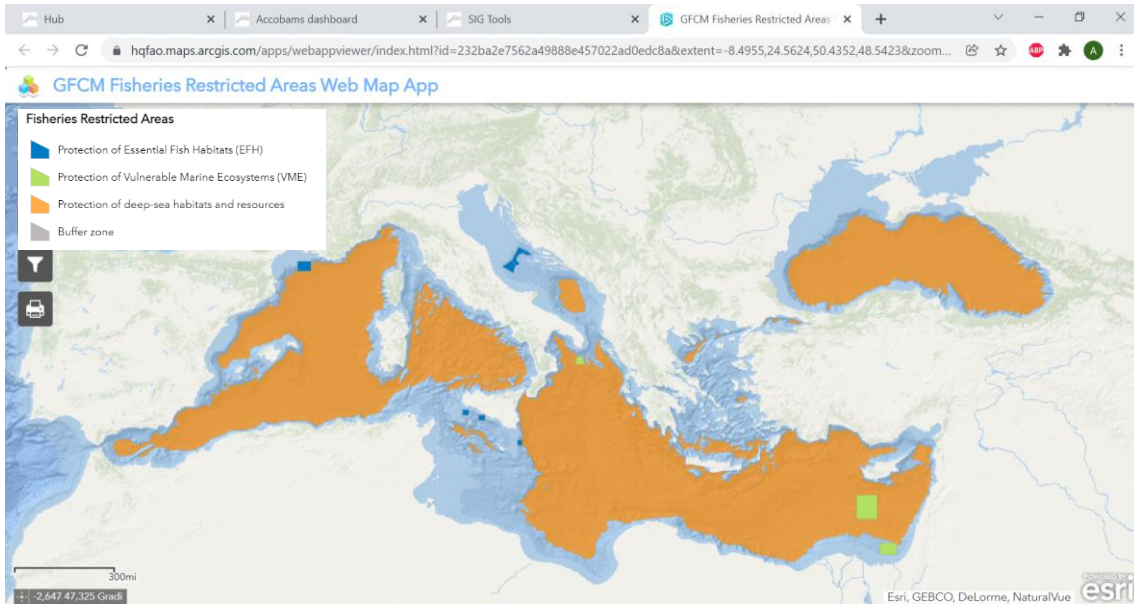 Hub
Accobams dashboard
SIG Tools
GFCM Fisheries Restricted Areas
hqfao.maps.arcgis.com/apps/webappviewer/index.html?id=232ba2e7562a49888e457022ad0edc8a&extent=-8.4955,24.5624,50.4352,48.5423&zoom...
ABP
A
GFCM Fisheries Restricted Areas Web Map App
Fisheries Restricted Areas
Protection of Essential Fish Habitats (EFH)
Protection of Vulnerable Marine Ecosystems (VME)
Protection of deep-sea habitats and resources
Buffer zone
300mi
-2,647 47,325 Gradi
Esri, GEBCO, DeLorme, NaturalVue
POWERED BY
esri